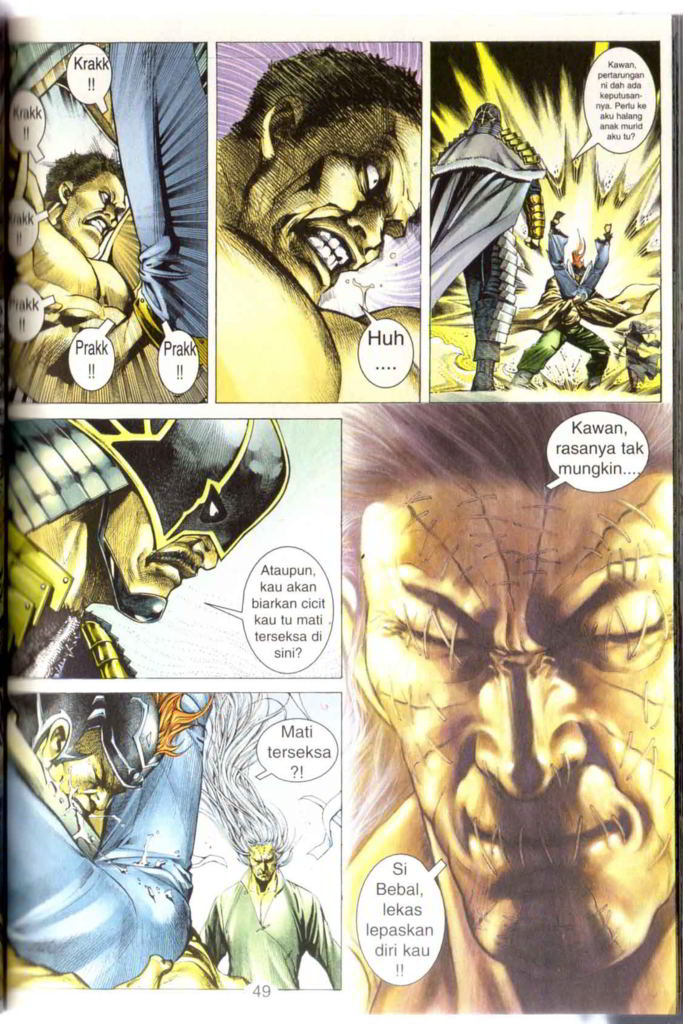 Krakk
!!
Krakk
!!
Krakk
!!
Prakk
!!
Prakk
!!
Prakk
!!
Huh
....
Kawan,
pertarungan
ni dah ada
keputusan-
nya. Perlu ke
aku halang
anak murid
aku tu?
Ataupun,
kau akan
biarkan cicit
kau tu mati
terseksa di
sini?
Kawan,
rasanya tak
mungkin....
Mati
terseksa
?!
Si
Bebal,
lekas
lepaskan
diri kau
!!
49